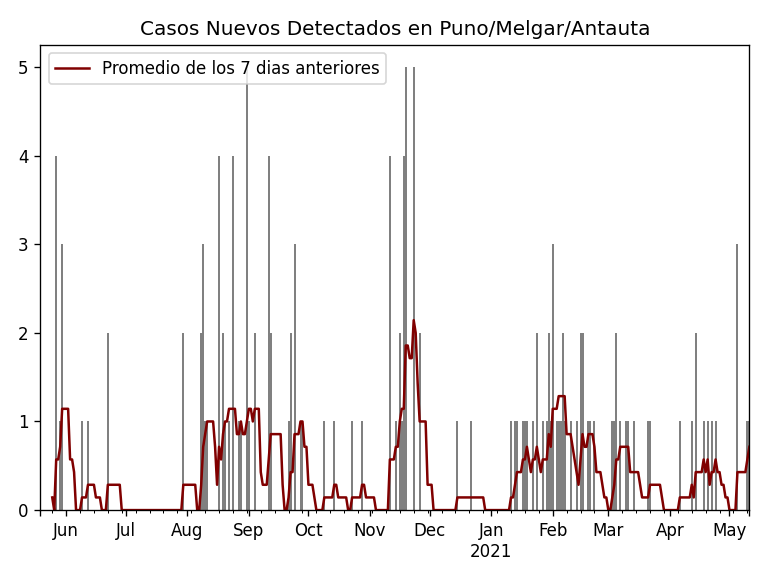 Casos Nuevos Detectados en Puno/Melgar/Antauta
Promedio de los 7 dias anteriores
5
4
3
2
1
0
Jun Jul Aug Sep Oct Nov Dec Jan Feb Mar Apr May
2021